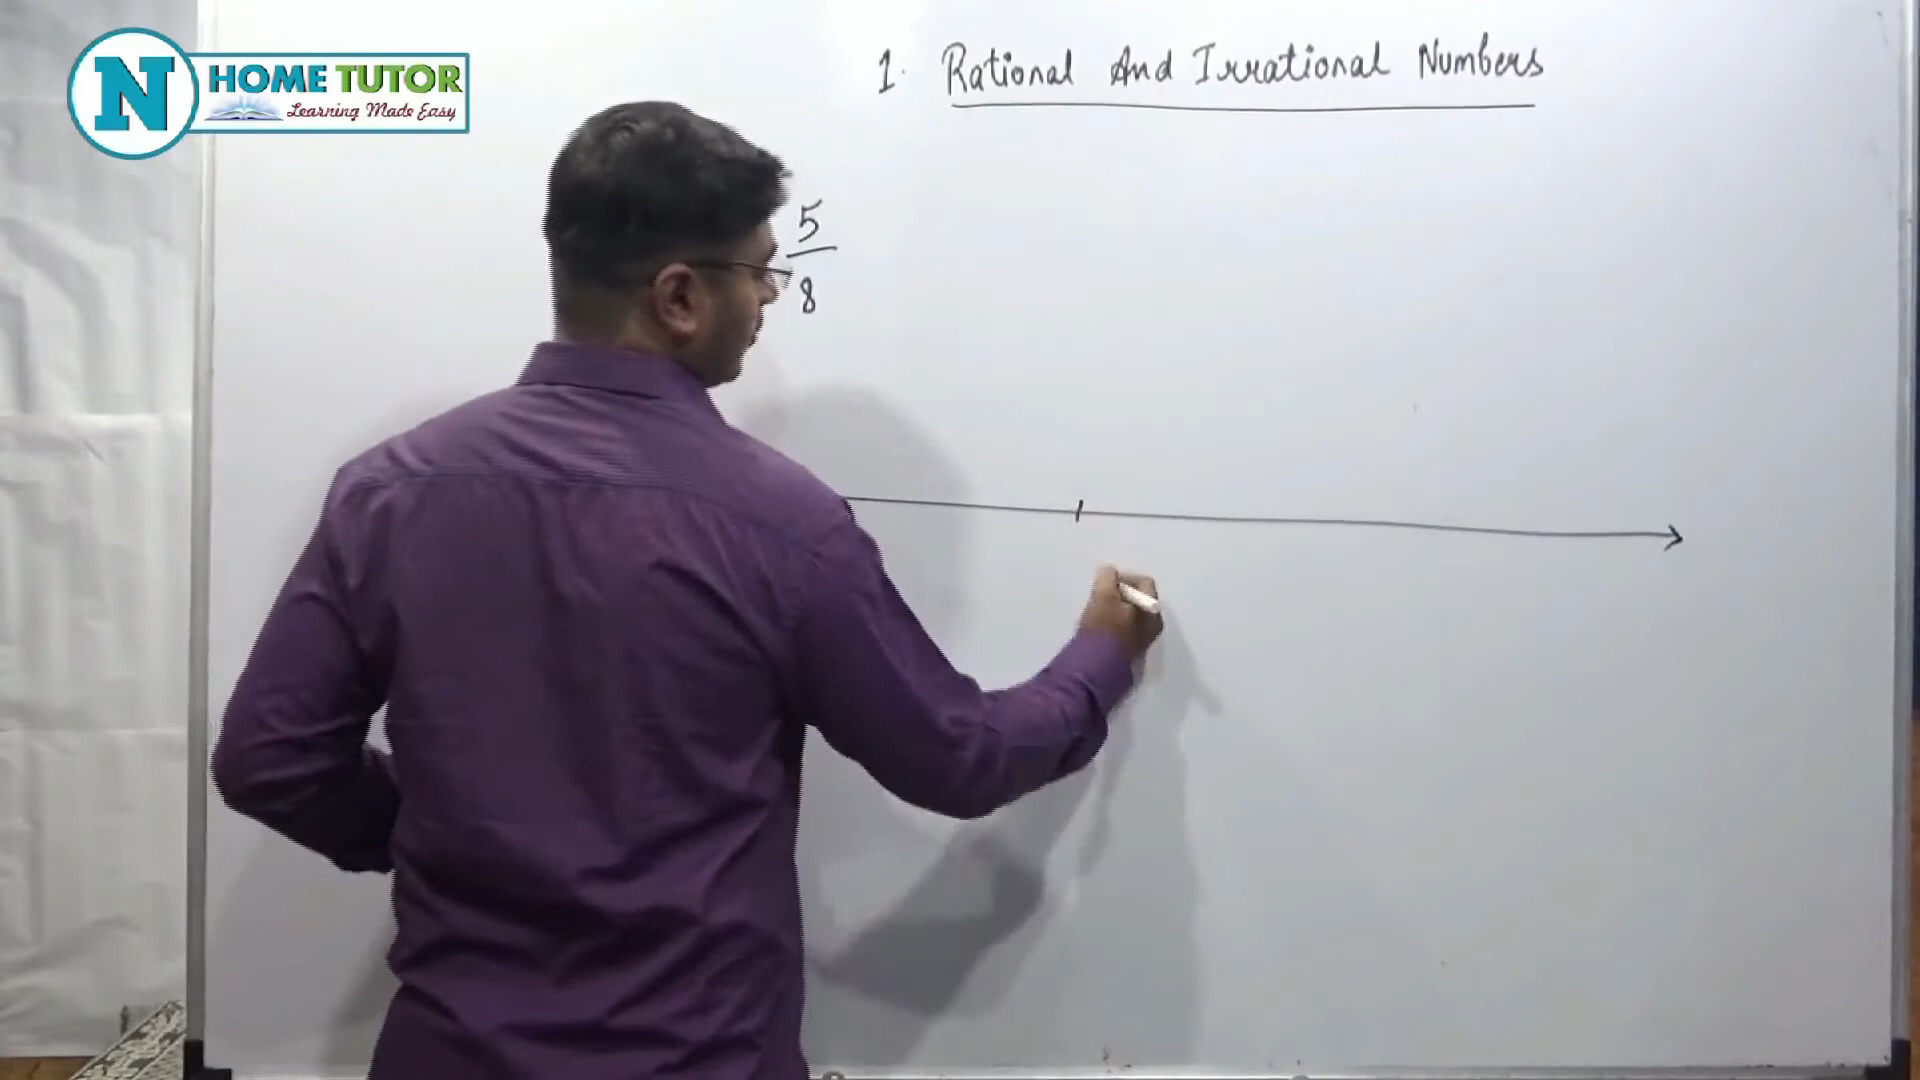 N HOME TUTOR
Learning Made Easy
1. Rational And Irrational Numbers
5
8